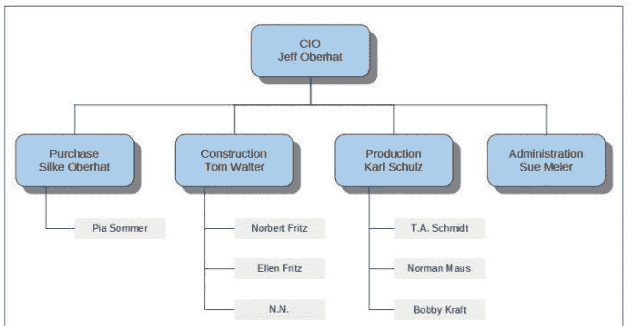 CIO
Jeff Oberhat
Purchase
Silke Oberhat
Construction
Tom Walter
Production
Karl Schulz
Administration
Sue Meier
Pia Sommer
Norbert Fritz
T.A. Schmidt
Ellen Fritz
Norman Maus
N.N.
Bobby Kraft